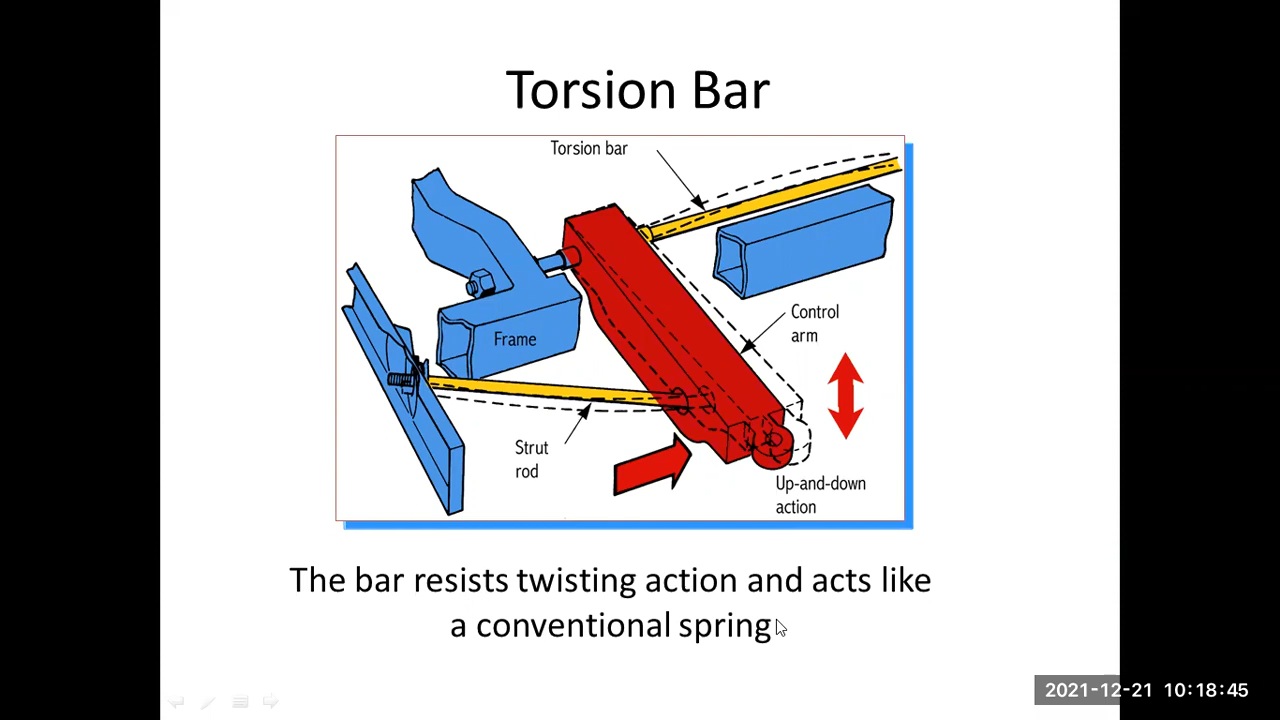 Torsion Bar
Torsion bar
Control
arm
Frame
Strut
rod
Up-and-down
action
The bar resists twisting action and acts like
a conventional spring
2021-12-21 10:18:45